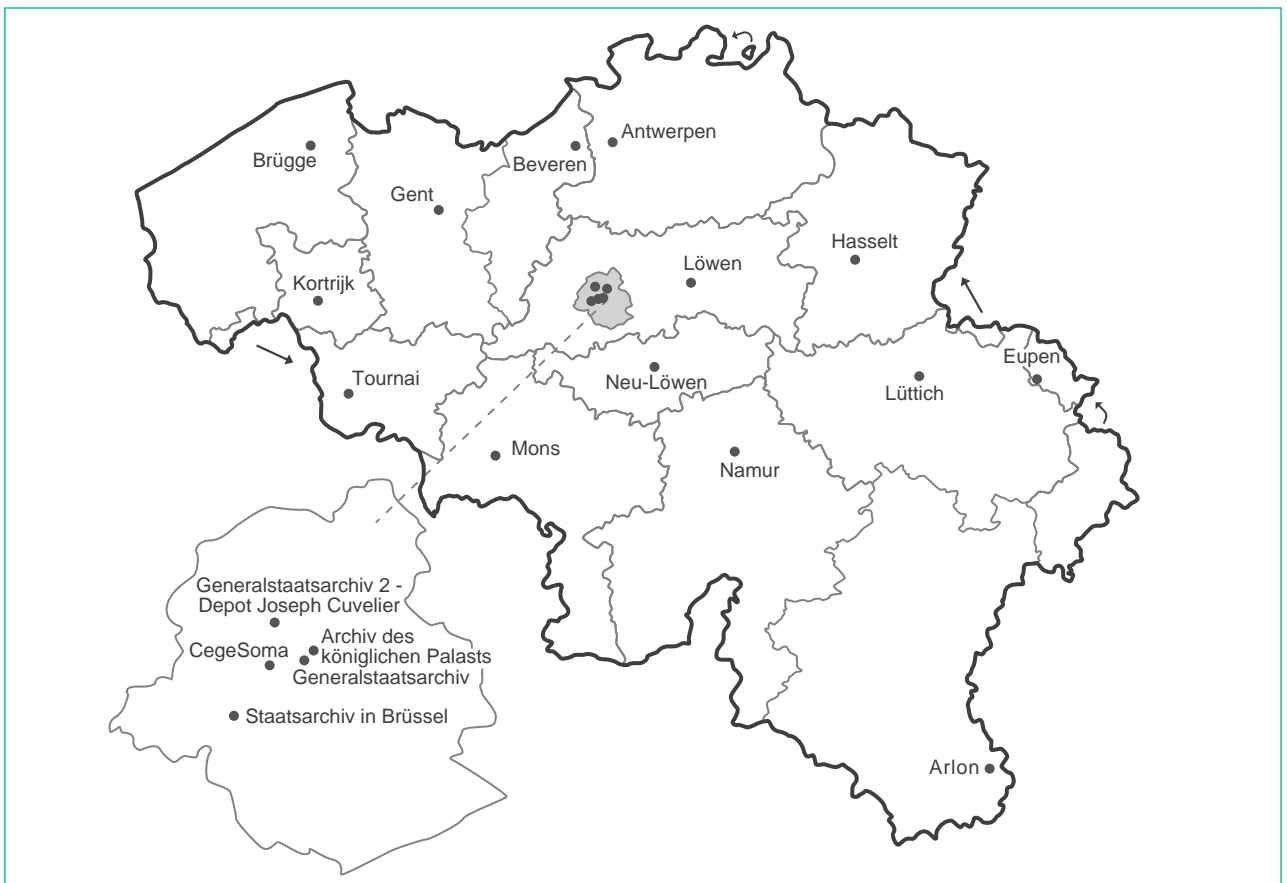 Antwerpen
Brügge
Beveren
Gent
Hasselt
Löwen
Kortrijk
Eupen
Tournai
Neu-Löwen
Lüttich
Mons
Namur
Generalstaatsarchiv 2 -
Depot Joseph Cuvelier
Archiv des
CegeSoma
königlichen Palasts
Generalstaatsarchiv
Staatsarchiv in Brüssel
Arlon